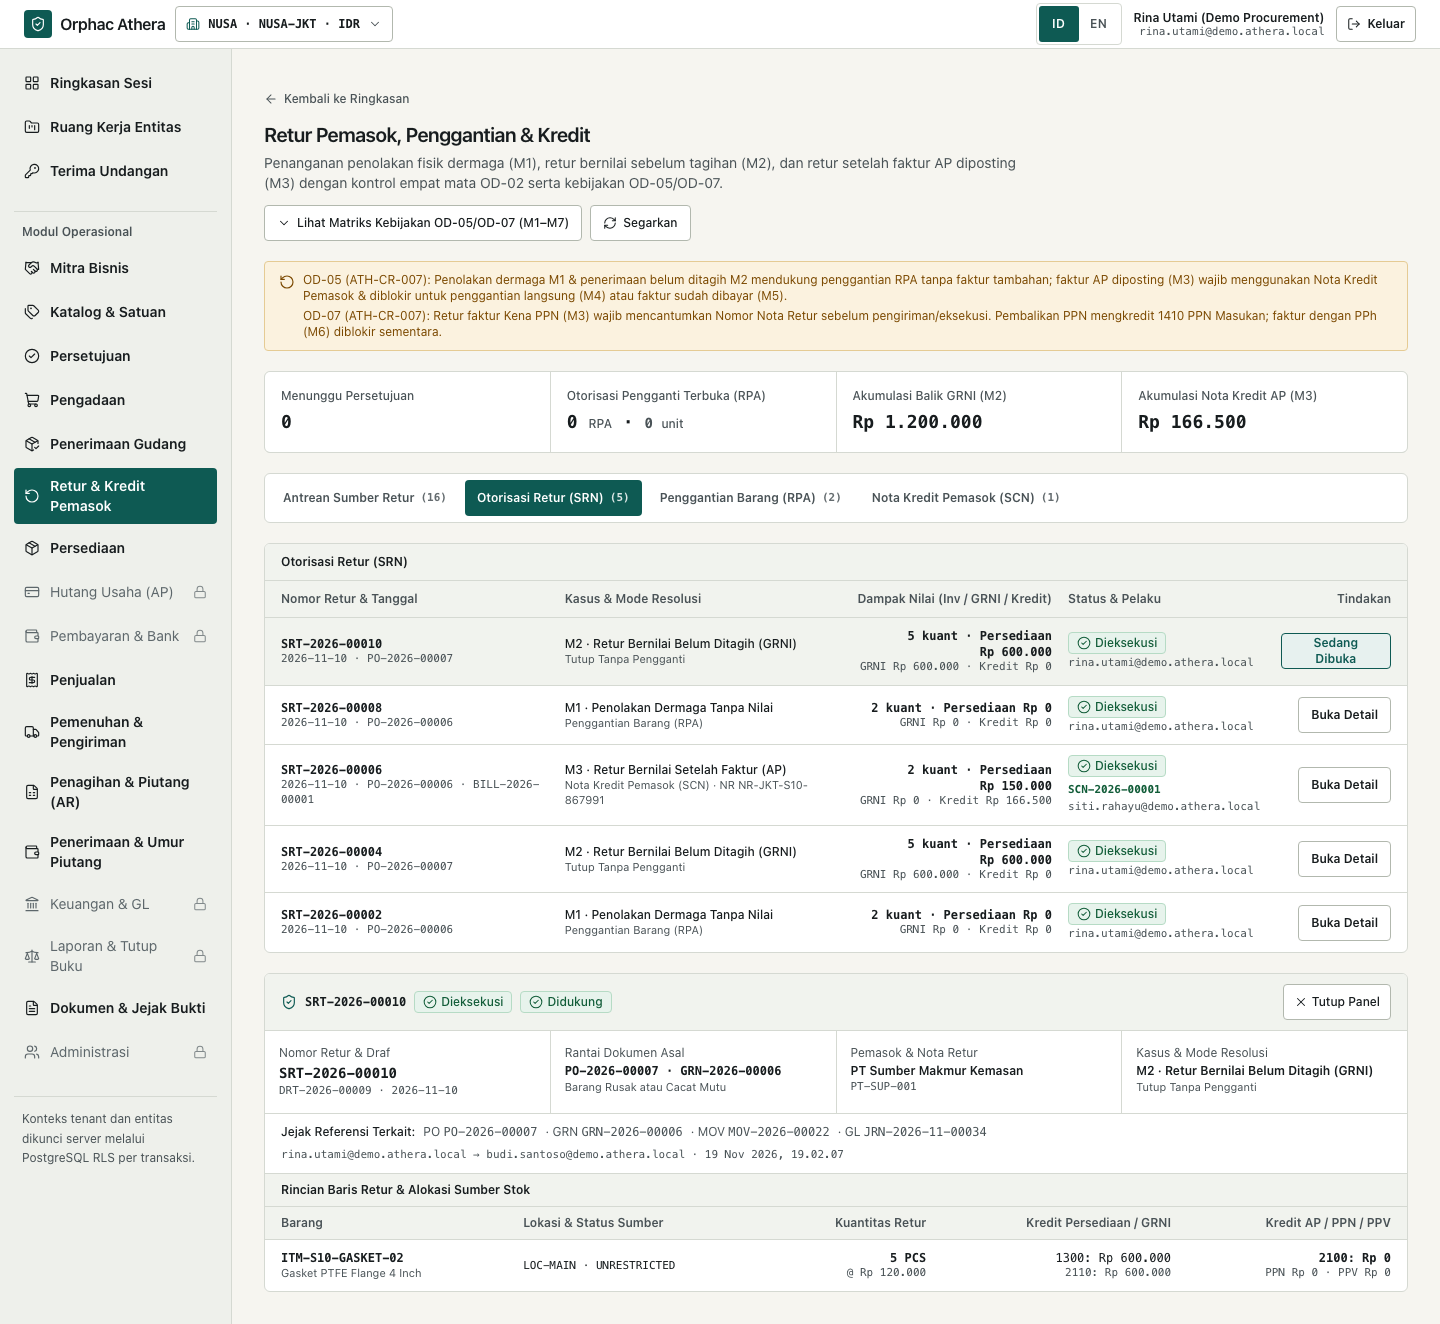 Orphac Athera
NUSA · NUSA-JKT · IDR
ID
EN
Rina Utami (Demo Procurement)
rina.utami@demo.athera.local
Keluar
Ringkasan Sesi
Ruang Kerja Entitas
Terima Undangan
Modul Operasional
Mitra Bisnis
Katalog & Satuan
Persetujuan
Pengadaan
Penerimaan Gudang
Retur & Kredit
Pemasok
Persediaan
Hutang Usaha (AP)
Pembayaran & Bank
Penjualan
Pemenuhan &
Pengiriman
Penagihan & Piutang
(AR)
Penerimaan & Umur
Piutang
Keuangan & GL
Laporan & Tutup
Buku
Dokumen & Jejak Bukti
Administrasi
Konteks tenant dan entitas
dikunci server melalui
PostgreSQL RLS per transaksi.
Kembali ke Ringkasan
Retur Pemasok, Penggantian & Kredit
Penanganan penolakan fisik dermaga (M1), retur bernilai sebelum tagihan (M2), dan retur setelah faktur AP diposting
(M3) dengan kontrol empat mata OD-02 serta kebijakan OD-05/OD-07.
Lihat Matriks Kebijakan OD-05/OD-07 (M1–M7)
Segarkan
OD-05 (ATH-CR-007): Penolakan dermaga M1 & penerimaan belum ditagih M2 mendukung penggantian RPA tanpa faktur tambahan; faktur AP diposting (M3) wajib menggunakan Nota Kredit
Pemasok & diblokir untuk penggantian langsung (M4) atau faktur sudah dibayar (M5).
OD-07 (ATH-CR-007): Retur faktur Kena PPN (M3) wajib mencantumkan Nomor Nota Retur sebelum pengiriman/eksekusi. Pembalikan PPN mengkredit 1410 PPN Masukan; faktur dengan PPh
(M6) diblokir sementara.
Menunggu Persetujuan
0
Otorisasi Pengganti Terbuka (RPA)
0 RPA · 0 unit
Akumulasi Balik GRNI (M2)
Rp 1.200.000
Akumulasi Nota Kredit AP (M3)
Rp 166.500
Antrean Sumber Retur (16)
Otorisasi Retur (SRN) (5)
Penggantian Barang (RPA) (2)
Nota Kredit Pemasok (SCN) (1)
Otorisasi Retur (SRN)
Nomor Retur & Tanggal
Kasus & Mode Resolusi
Dampak Nilai (Inv / GRNI / Kredit)
Status & Pelaku
Tindakan
SRT-2026-00010
2026-11-10 · PO-2026-00007
M2 · Retur Bernilai Belum Ditagih (GRNI)
Tutup Tanpa Pengganti
5 kuant · Persediaan
Rp 600.000
GRNI Rp 600.000 · Kredit Rp 0
Dieksekusi
rina.utami@demo.athera.local
Sedang
Dibuka
SRT-2026-00008
2026-11-10 · PO-2026-00006
M1 · Penolakan Dermaga Tanpa Nilai
Penggantian Barang (RPA)
2 kuant · Persediaan Rp 0
GRNI Rp 0 · Kredit Rp 0
Dieksekusi
rina.utami@demo.athera.local
Buka Detail
SRT-2026-00006
2026-11-10 · PO-2026-00006 · BILL-2026-
00001
M3 · Retur Bernilai Setelah Faktur (AP)
Nota Kredit Pemasok (SCN) · NR NR-JKT-S10-
867991
2 kuant · Persediaan
Rp 150.000
GRNI Rp 0 · Kredit Rp 166.500
Dieksekusi
SCN-2026-00001
siti.rahayu@demo.athera.local
Buka Detail
SRT-2026-00004
2026-11-10 · PO-2026-00007
M2 · Retur Bernilai Belum Ditagih (GRNI)
Tutup Tanpa Pengganti
5 kuant · Persediaan
Rp 600.000
GRNI Rp 600.000 · Kredit Rp 0
Dieksekusi
rina.utami@demo.athera.local
Buka Detail
SRT-2026-00002
2026-11-10 · PO-2026-00006
M1 · Penolakan Dermaga Tanpa Nilai
Penggantian Barang (RPA)
2 kuant · Persediaan Rp 0
GRNI Rp 0 · Kredit Rp 0
Dieksekusi
rina.utami@demo.athera.local
Buka Detail
SRT-2026-00010
Dieksekusi
Didukung
Tutup Panel
Nomor Retur & Draf
SRT-2026-00010
DRT-2026-00009 · 2026-11-10
Rantai Dokumen Asal
PO-2026-00007 · GRN-2026-00006
Barang Rusak atau Cacat Mutu
Pemasok & Nota Retur
PT Sumber Makmur Kemasan
PT-SUP-001
Kasus & Mode Resolusi
M2 · Retur Bernilai Belum Ditagih (GRNI)
Tutup Tanpa Pengganti
Jejak Referensi Terkait: PO PO-2026-00007 · GRN GRN-2026-00006 · MOV MOV-2026-00022 · GL JRN-2026-11-00034
rina.utami@demo.athera.local → budi.santoso@demo.athera.local · 19 Nov 2026, 19.02.07
Rincian Baris Retur & Alokasi Sumber Stok
Barang
Lokasi & Status Sumber
Kuantitas Retur
Kredit Persediaan / GRNI
Kredit AP / PPN / PPV
ITM-S10-GASKET-02
Gasket PTFE Flange 4 Inch
LOC-MAIN · UNRESTRICTED
5 PCS
@ Rp 120.000
1300: Rp 600.000
2110: Rp 600.000
2100: Rp 0
PPN Rp 0 · PPV Rp 0